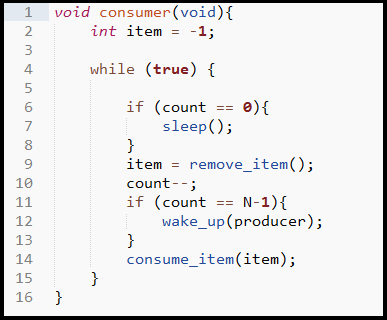 1 void consumer(void){
2     int item = -1;
3
4     while (true) {
5
6         if (count == 0){
7             sleep();
8         }
9         item = remove_item();
10         count--;
11         if (count == N-1){
12             wake_up(producer);
13         }
14         consume_item(item);
15     }
16 }